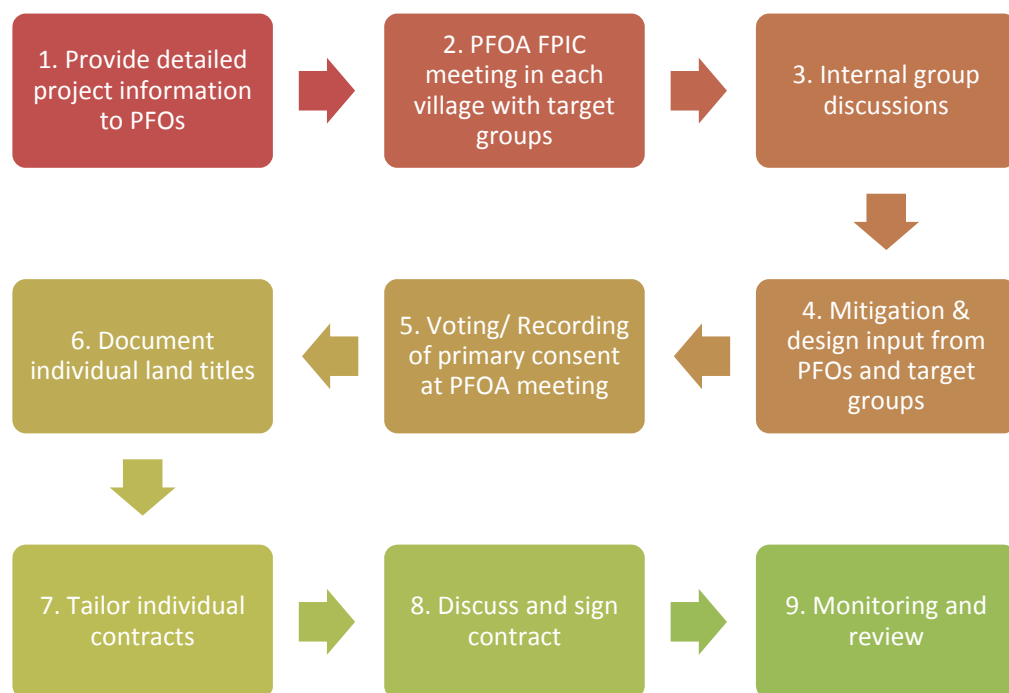 1. Provide detailed
project information
to PFOs
2. PFOA FPIC
meeting in each
village with target
groups
3. Internal group
discussions
4. Mitigation &
design input from
PFOs and target
groups
5. Voting/ Recording
of primary consent
at PFOA meeting
6. Document
individual land titles
7. Tailor individual
contracts
8. Discuss and sign
contract
9. Monitoring and
review